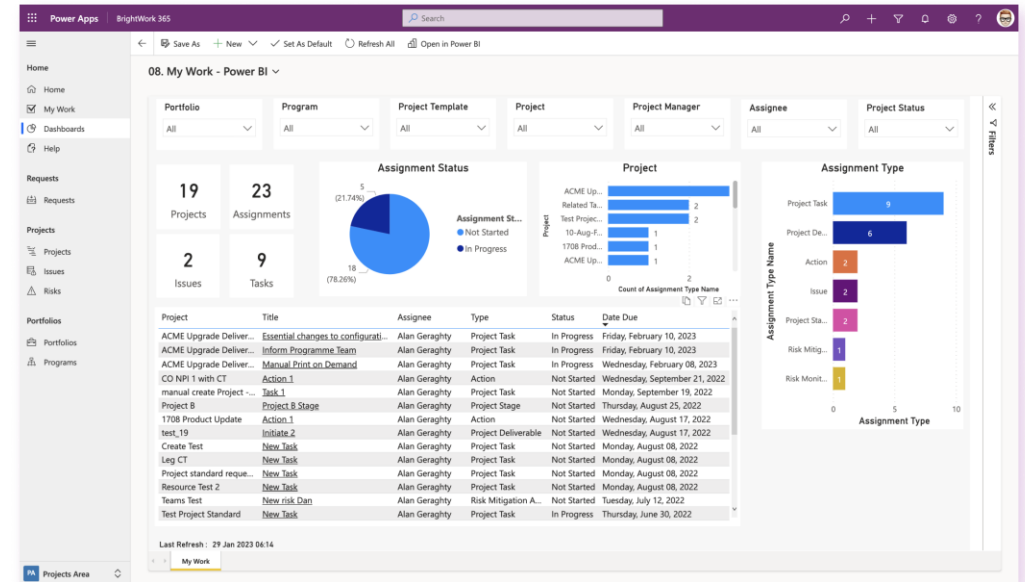 Power Apps BrightWork 365 Search
Save As New Set As Default Refresh All Open in Power BI
Home
Home
My Work
Dashboards
Help
Requests
Requests
Projects
Projects
Issues
Risks
Portfolios
Portfolios
Programs
PA Projects Area
08. My Work - Power BI
Portfolio Program Project Template Project Project Manager Assignee Project Status
All All All All All All All
Filters
19
Projects
23
Assignments
2
Issues
9
Tasks
Assignment Status
5
(21.74%)
18
(78.26%)
Assignment St...
Not Started
In Progress
Project
Project
ACME Up...
Related Ta... 2
Test Projec... 2
10-Aug-F... 1
1708 Prod... 1
ACME Up... 1
0 2
Count of Assignment Type Name
Assignment Type
Assignment Type Name
Project Task 9
Project De... 6
Action 2
Issue 2
Project Sta... 2
Risk Mitig... 1
Risk Monit... 1
0 5 10
Assignment Type
Project Title Assignee Type Status Date Due
ACME Upgrade Deliver... Essential changes to configurati... Alan Geraghty Project Task In Progress Friday, February 10, 2023
ACME Upgrade Deliver... Inform Programme Team Alan Geraghty Project Task In Progress Friday, February 10, 2023
ACME Upgrade Deliver... Manual Print on Demand Alan Geraghty Project Task In Progress Wednesday, February 08, 2023
CO NPI 1 with CT Action 1 Alan Geraghty Action Not Started Wednesday, September 21, 2022
manual create Project -... Task 1 Alan Geraghty Project Task Not Started Monday, September 19, 2022
Project B Project B Stage Alan Geraghty Project Stage Not Started Thursday, August 25, 2022
1708 Product Update Action 1 Alan Geraghty Action Not Started Wednesday, August 17, 2022
test_19 Initiate 2 Alan Geraghty Project Deliverable Not Started Wednesday, August 17, 2022
Create Test New Task Alan Geraghty Project Task Not Started Monday, August 08, 2022
Leg CT New Task Alan Geraghty Project Task Not Started Monday, August 08, 2022
Project standard reque... New Task Alan Geraghty Project Task Not Started Monday, August 08, 2022
Resource Test 2 New Task Alan Geraghty Project Task Not Started Monday, August 08, 2022
Teams Test New risk Dan Alan Geraghty Risk Mitigation A... Not Started Tuesday, July 12, 2022
Test Project Standard New Task Alan Geraghty Project Task In Progress Thursday, June 30, 2022
Last Refresh : 29 Jan 2023 06:14
My Work